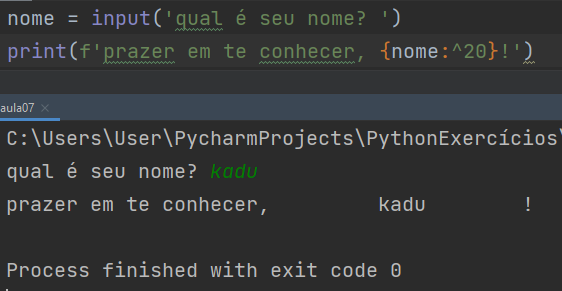 nome = input('qual é seu nome? ')
print(f'prazer em te conhecer, {nome:^20}!')
aula07 ×
C:\Users\User\PycharmProjects\PythonExercícios\
qual é seu nome? kadu
prazer em te conhecer,         kadu        !
Process finished with exit code 0